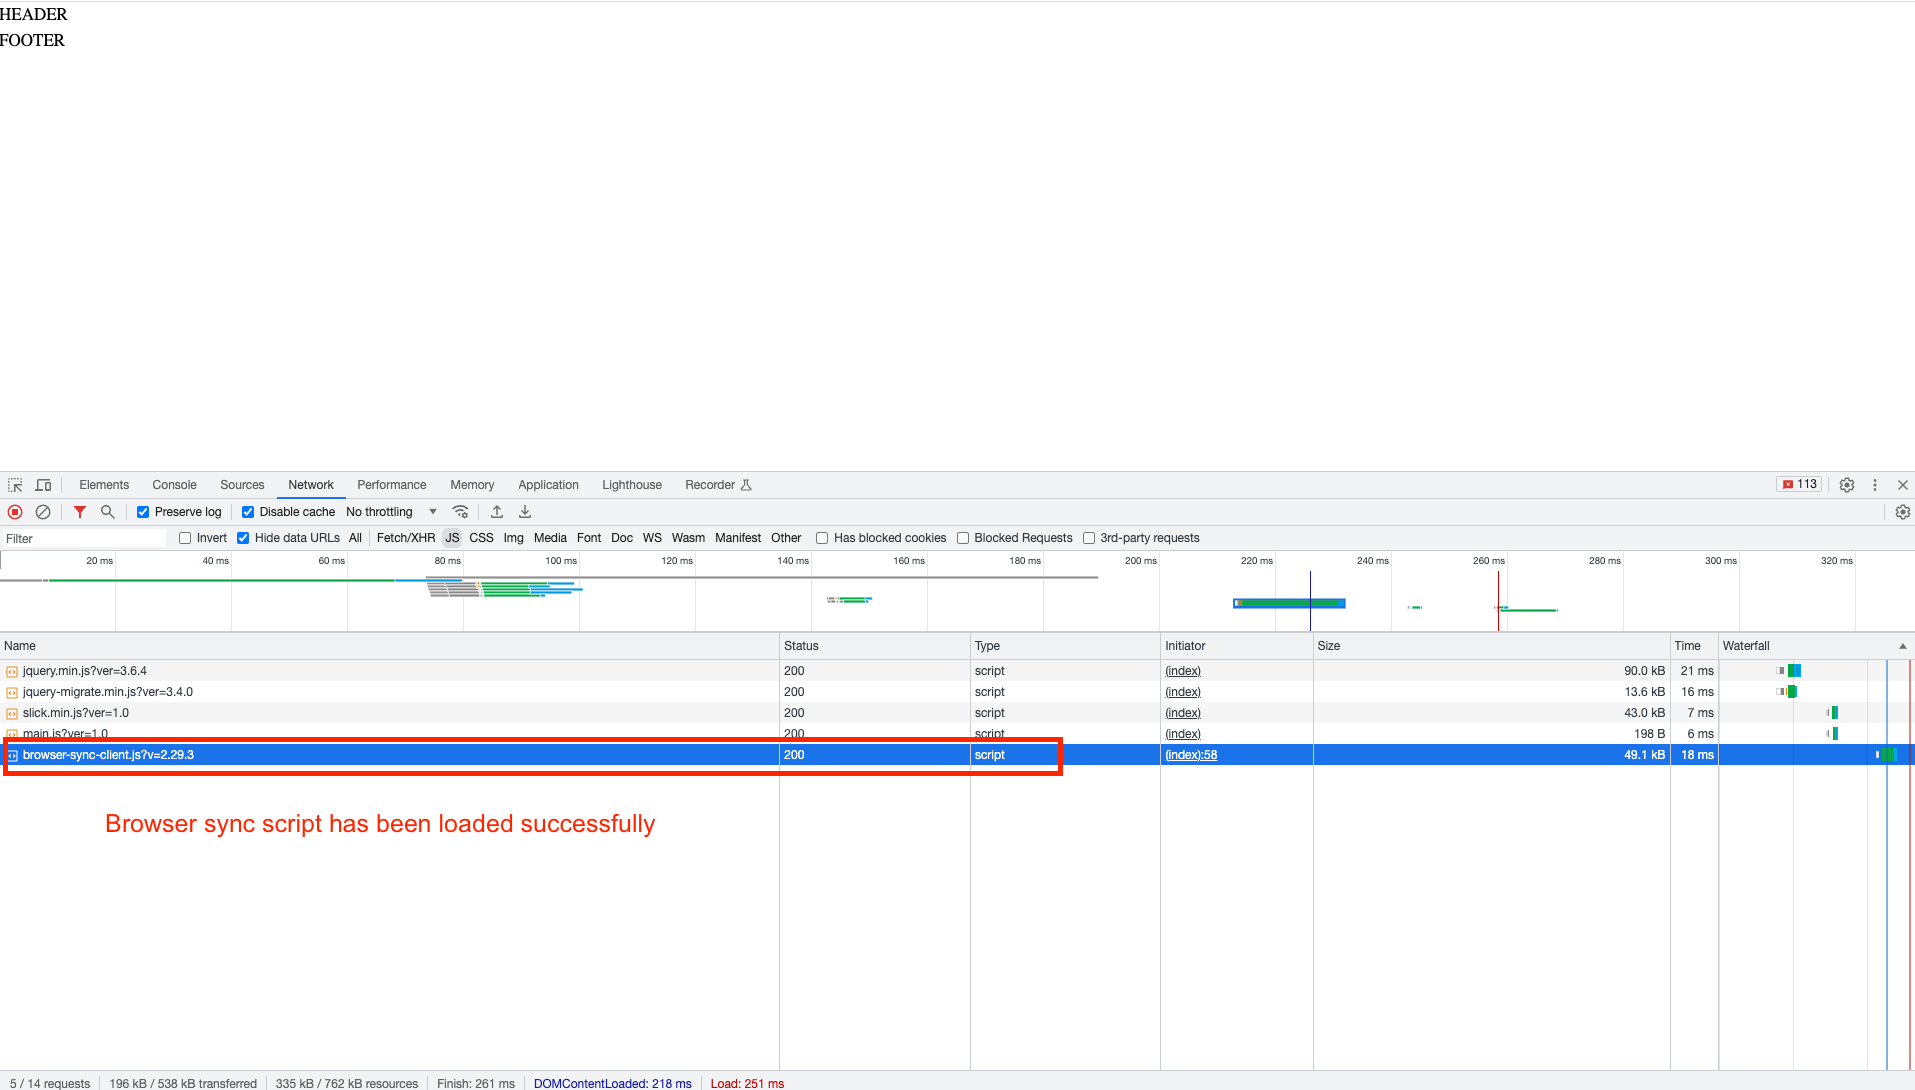 HEADER
FOOTER
Elements Console Sources Network Performance Memory Application Lighthouse Recorder 113
Preserve log Disable cache No throttling
Filter Invert Hide data URLs All Fetch/XHR JS CSS Img Media Font Doc WS Wasm Manifest Other Has blocked cookies Blocked Requests 3rd-party requests
20 ms 40 ms 60 ms 80 ms 100 ms 120 ms 140 ms 160 ms 180 ms 200 ms 220 ms 240 ms 260 ms 280 ms 300 ms 320 ms
Name Status Type Initiator Size Time Waterfall
jquery.min.js?ver=3.6.4 200 script (index) 90.0 kB 21 ms
jquery-migrate.min.js?ver=3.4.0 200 script (index) 13.6 kB 16 ms
slick.min.js?ver=1.0 200 script (index) 43.0 kB 7 ms
main.js?ver=1.0 200 script (index) 198 B 6 ms
browser-sync-client.js?v=2.29.3 200 script (index):58 49.1 kB 18 ms
Browser sync script has been loaded successfully
5 / 14 requests 196 kB / 538 kB transferred 335 kB / 762 kB resources Finish: 261 ms DOMContentLoaded: 218 ms Load: 251 ms